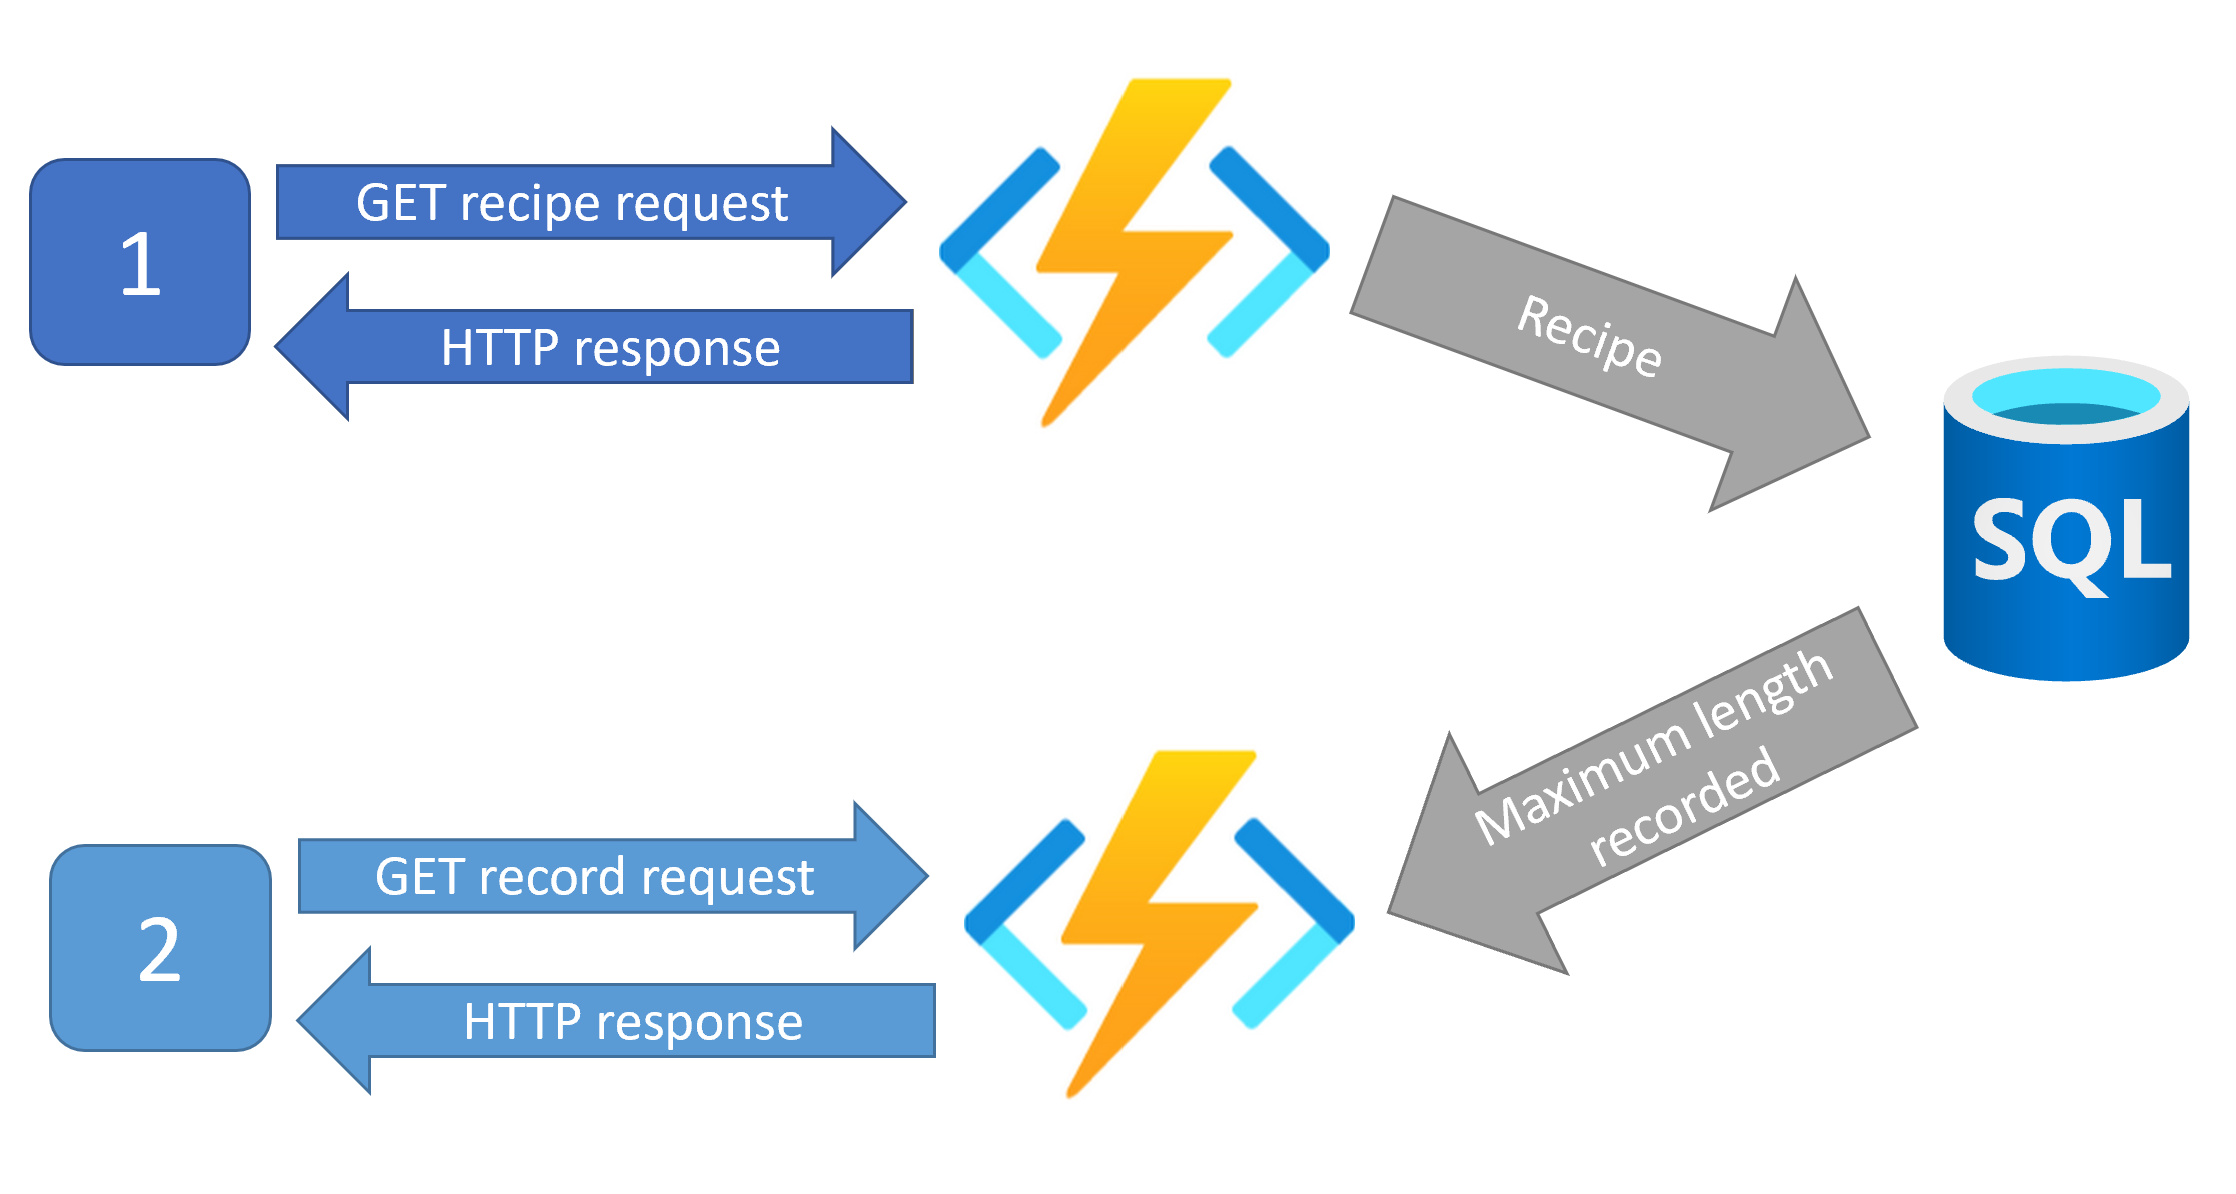 1
GET recipe request
HTTP response
Recipe
SQL
Maximum length
recorded
2
GET record request
HTTP response